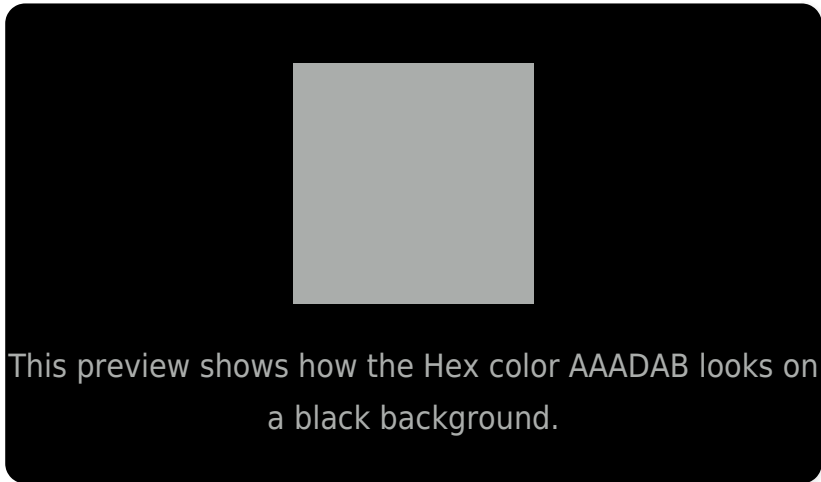 This preview shows how the Hex color AAADAB looks on
a black background.